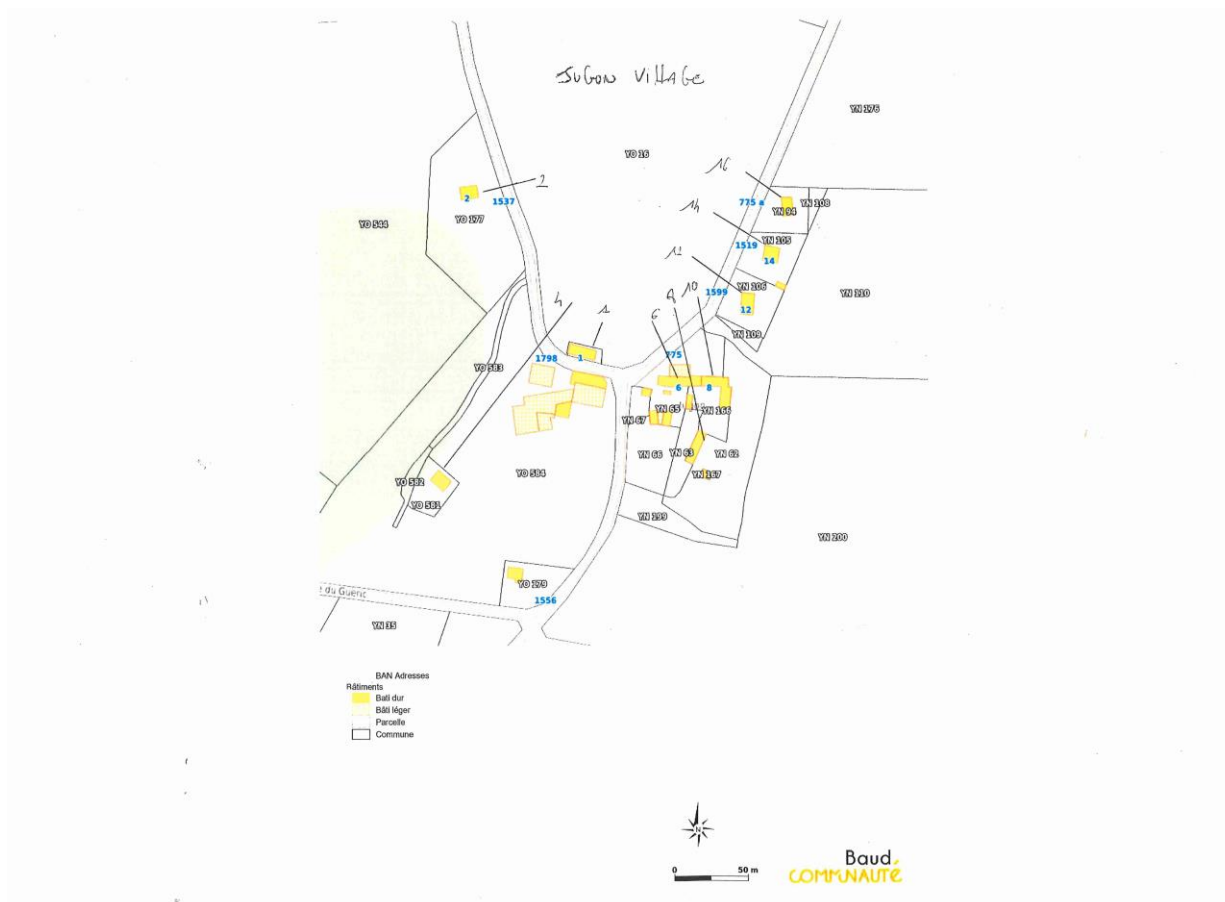 JUGON VILLAGE
YN 176
YO 16
16
2
775 a
YN 94
YN 108
2
1537
YO 177
YO 544
14
YN 105
1519
14
12
YN 106
1599
YN 110
12
4
1
6
8
10
YN 109
1798
1
775
YO 583
6
8
YN 65
YN 166
YN 67
YN 66
YN 63
YN 62
YO 584
YN 167
YO 582
YO 581
YN 199
YN 200
YO 179
du Guéric
1556
YN 35
BAN Adresses
Bâtiments
Bati dur
Bâti léger
Parcelle
Commune
N
0 50 m
Baud
COMMUNAUTÉ